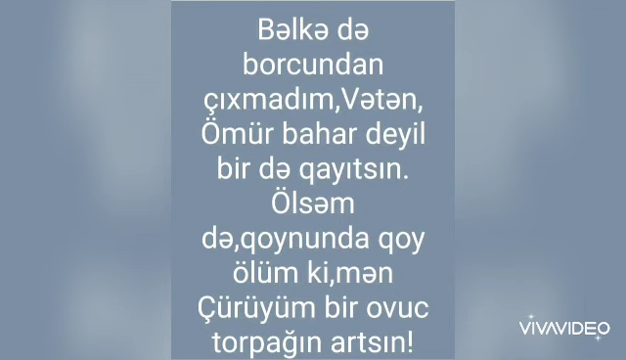 Bəlkə də
borcundan
çıxmadım,Vətən,
Ömür bahar deyil
bir də qayıtsın.
Ölsəm
də,qoynunda qoy
ölüm ki,mən
Çürüyüm bir ovuc
torpağın artsın!
VIVAVIDEO